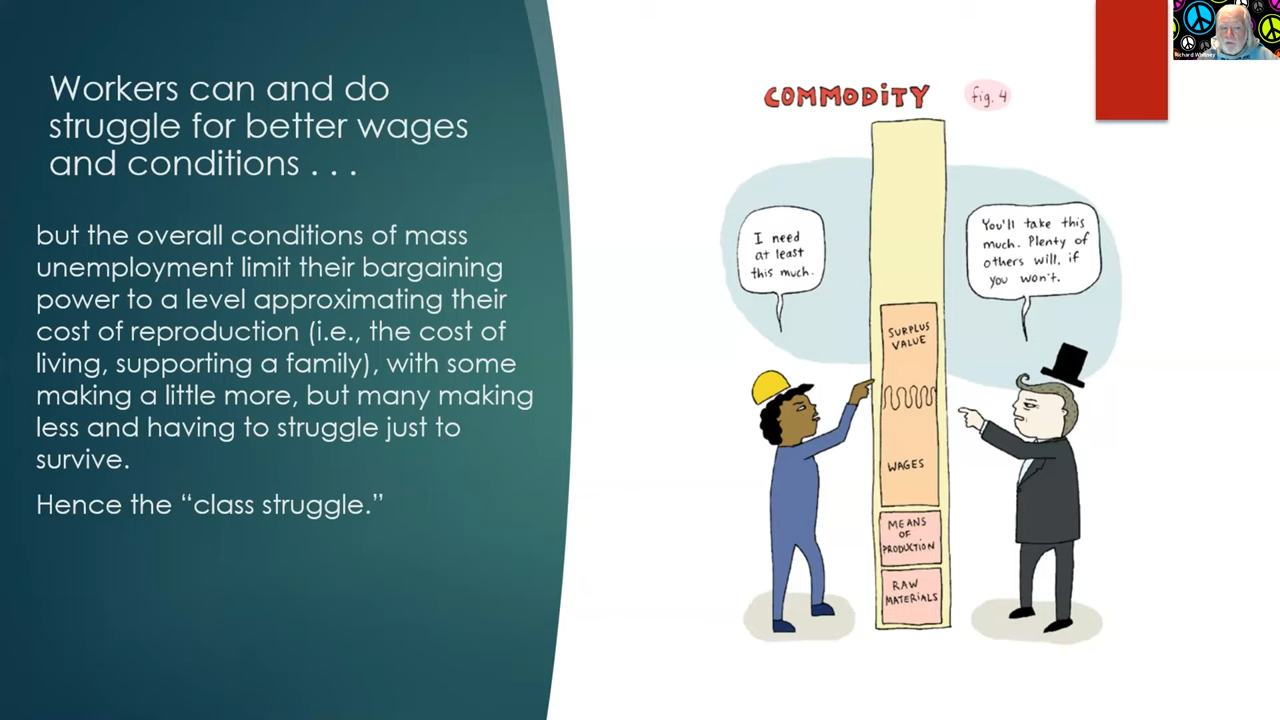 Workers can and do
struggle for better wages
and conditions . . .
but the overall conditions of mass
unemployment limit their bargaining
power to a level approximating their
cost of reproduction (i.e., the cost of
living, supporting a family), with some
making a little more, but many making
less and having to struggle just to
survive.
Hence the “class struggle.”
COMMODITY
fig. 4
I need
at least
this much.
You'll take this
much. Plenty of
others will, if
you won't.
SURPLUS
VALUE
WAGES
MEANS
OF
PRODUCTION
RAW
MATERIALS
Richard Whitney